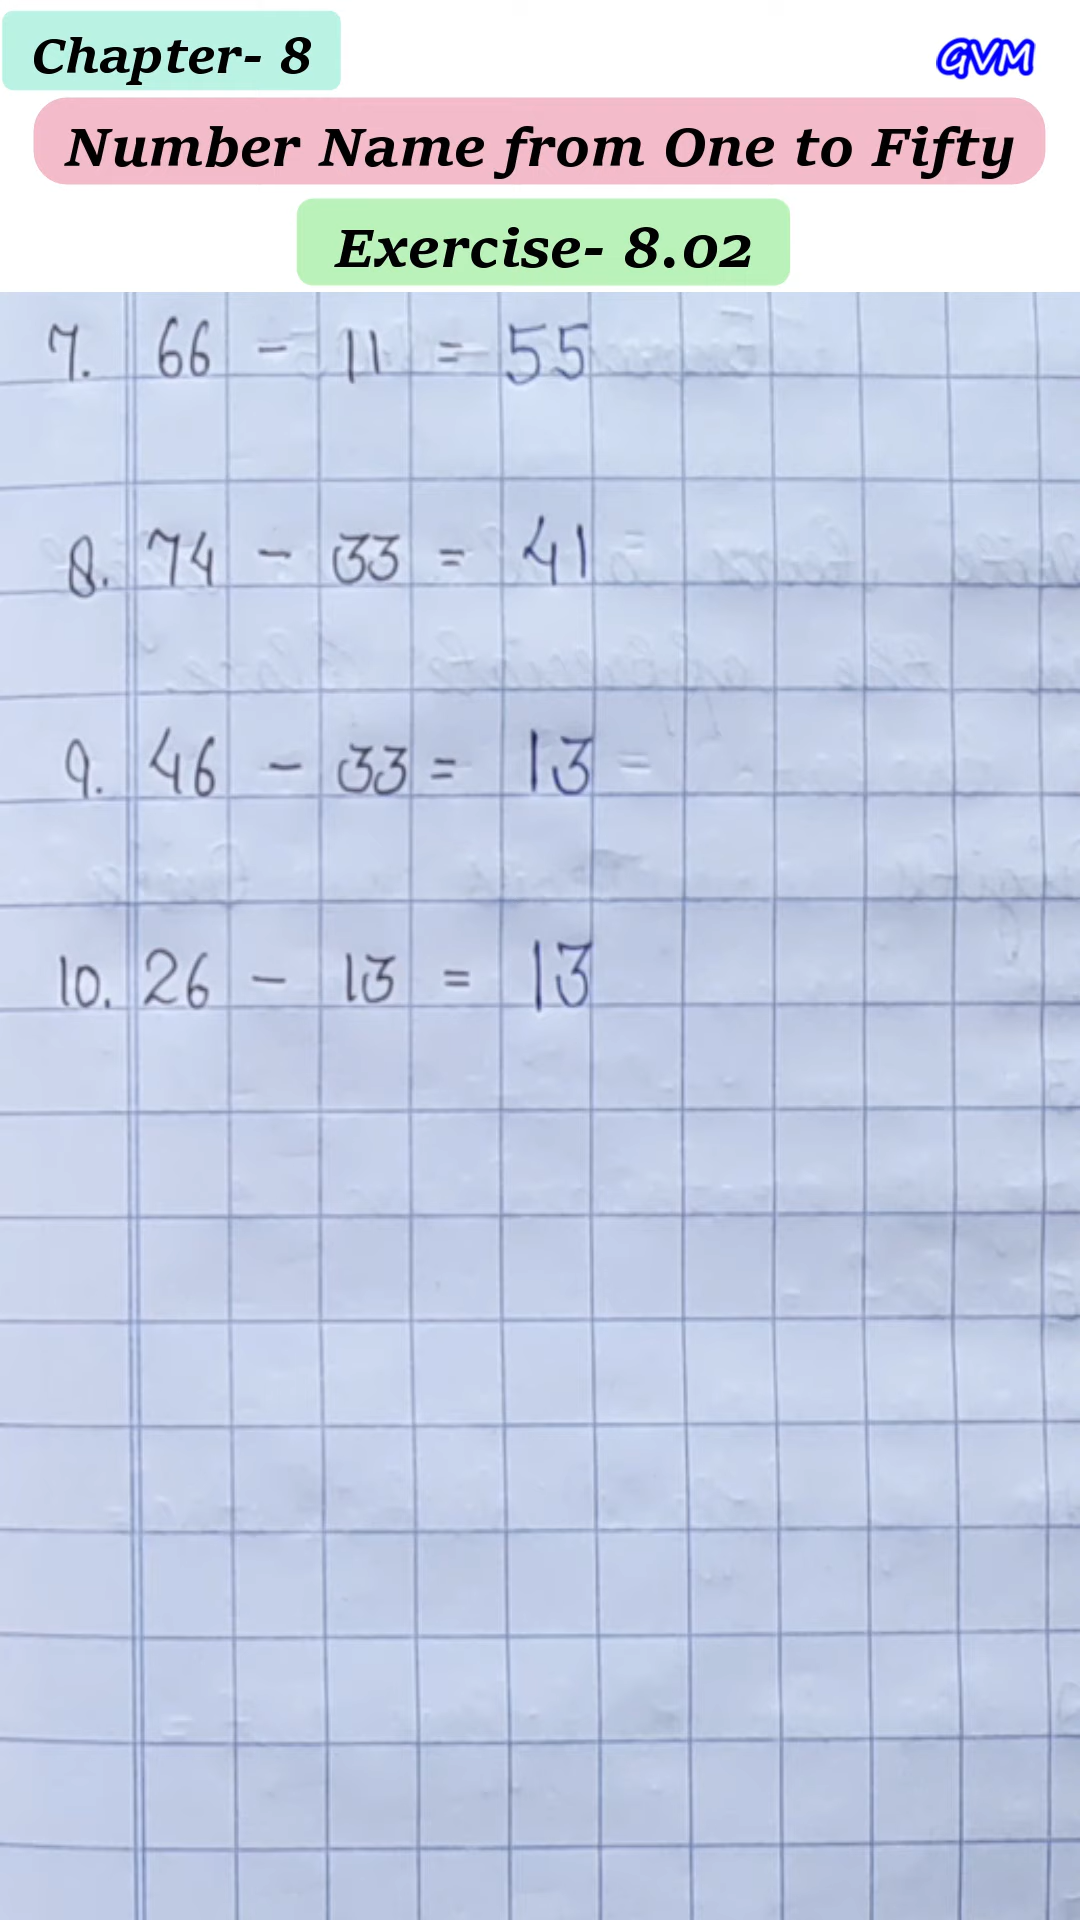 Chapter- 8
GVM
Number Name from One to Fifty
Exercise- 8.02
7. 66 - 11 = 55
8. 74 - 33 = 41
9. 46 - 33 = 13
10. 26 - 13 = 13